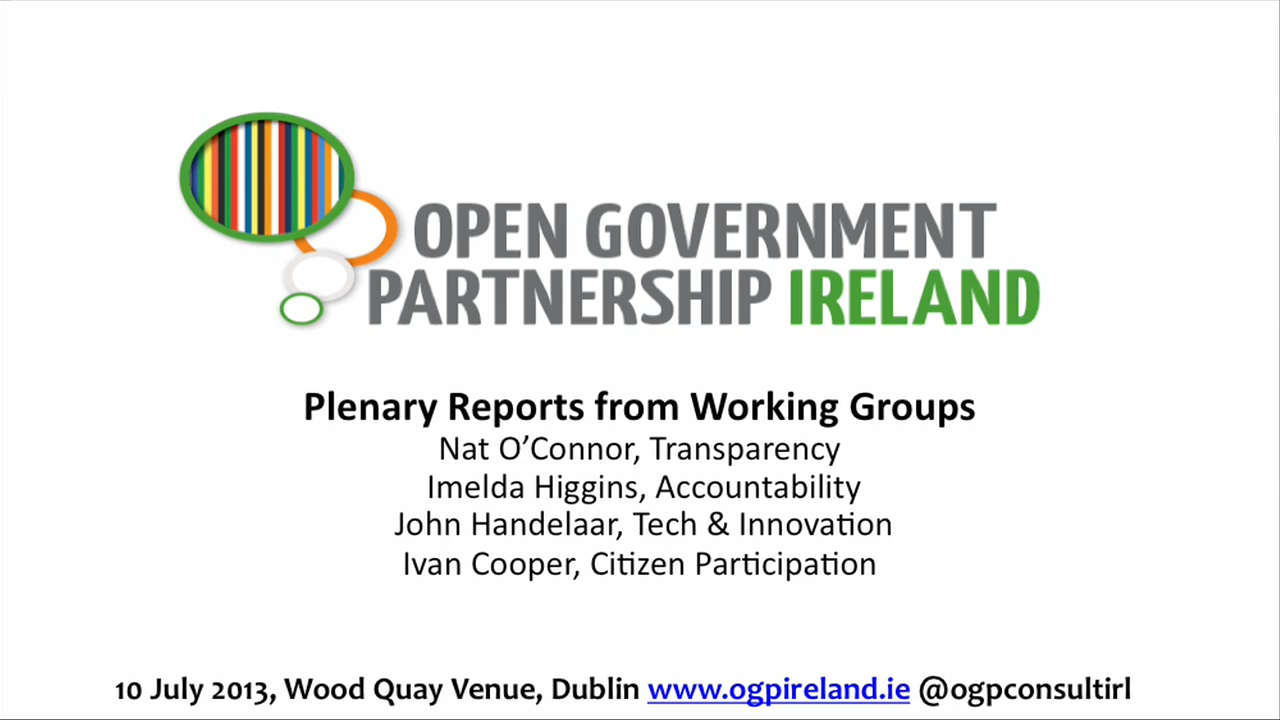 OPEN GOVERNMENT
PARTNERSHIP IRELAND
Plenary Reports from Working Groups
Nat O’Connor, Transparency
Imelda Higgins, Accountability
John Handelaar, Tech & Innovation
Ivan Cooper, Citizen Participation
10 July 2013, Wood Quay Venue, Dublin www.ogpireland.ie @ogpconsultirl